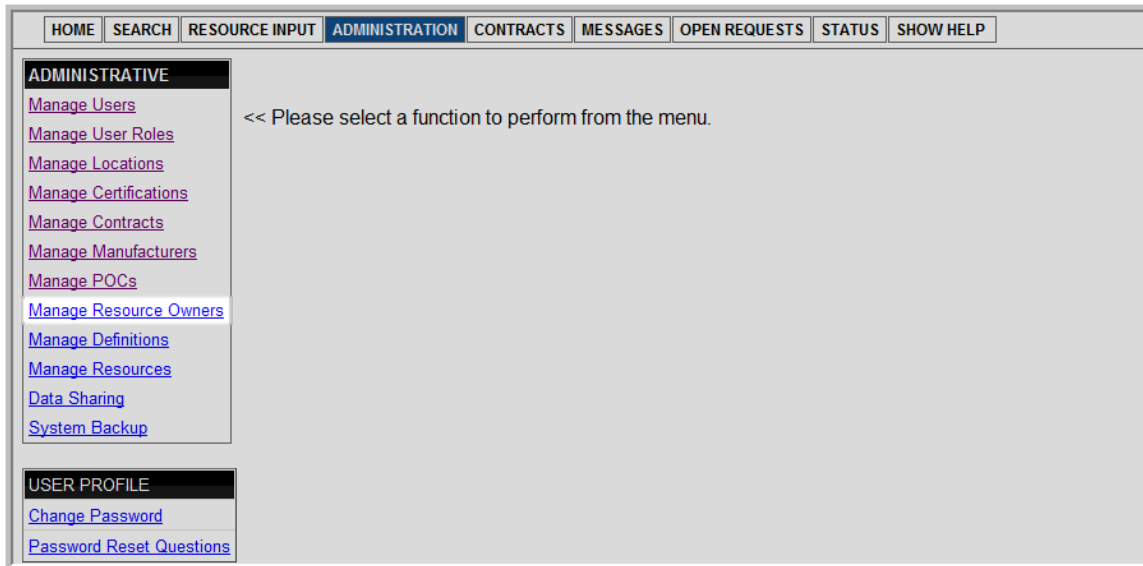 HOME SEARCH RESOURCE INPUT ADMINISTRATION CONTRACTS MESSAGES OPEN REQUESTS STATUS SHOW HELP
ADMINISTRATIVE
Manage Users
<< Please select a function to perform from the menu.
Manage User Roles
Manage Locations
Manage Certifications
Manage Contracts
Manage Manufacturers
Manage POCs
Manage Resource Owners
Manage Definitions
Manage Resources
Data Sharing
System Backup
USER PROFILE
Change Password
Password Reset Questions